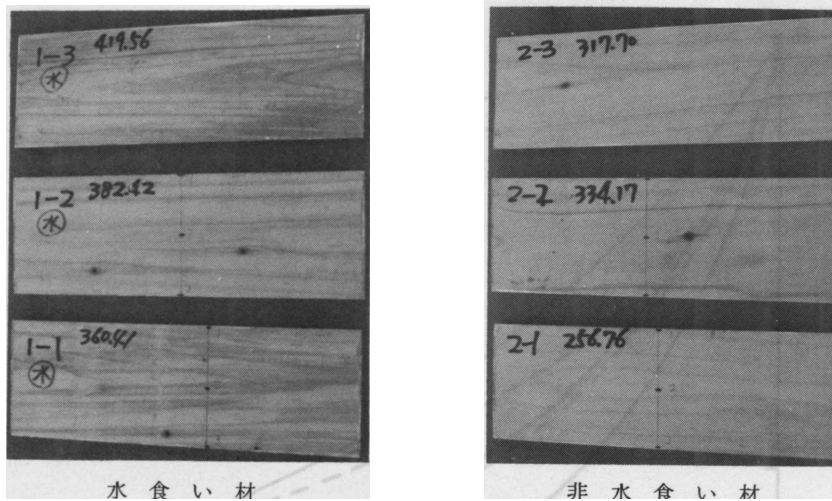 1-3 419.56
水
1-2 382.42
水
1-1 360.41
水
水食い材
2-3 317.70
2-2 334.17
2-1 256.76
非水食い材